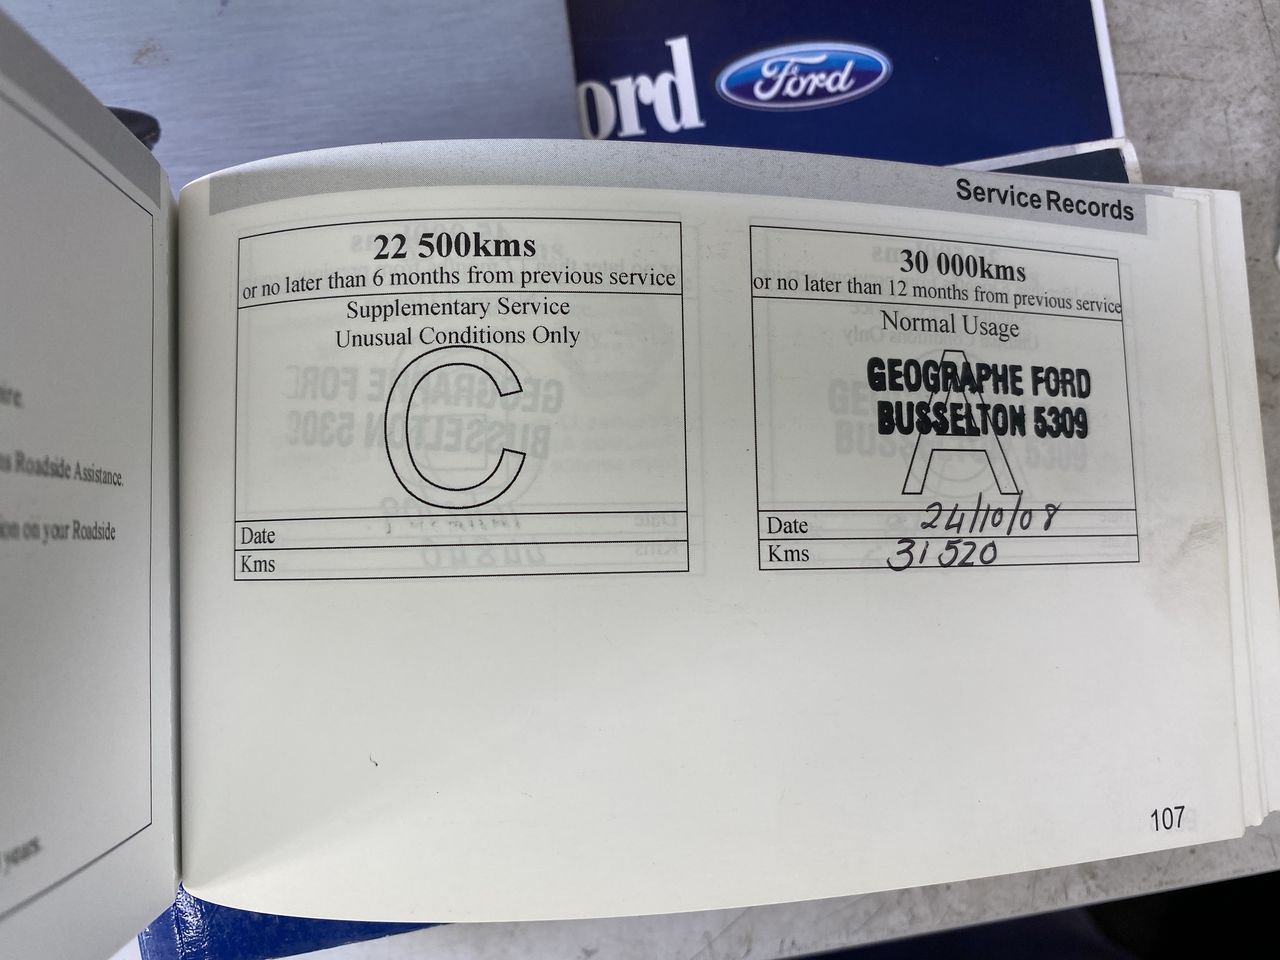 ord Ford
Service Records
22 500kms
or no later than 6 months from previous service
Supplementary Service
Unusual Conditions Only
C
Date
Kms
30 000kms
or no later than 12 months from previous service
Normal Usage
A
GEOGRAPHE FORD
BUSSELTON 5309
Date 24/10/08
Kms 31520
Roadside Assistance.
on your Roadside
107